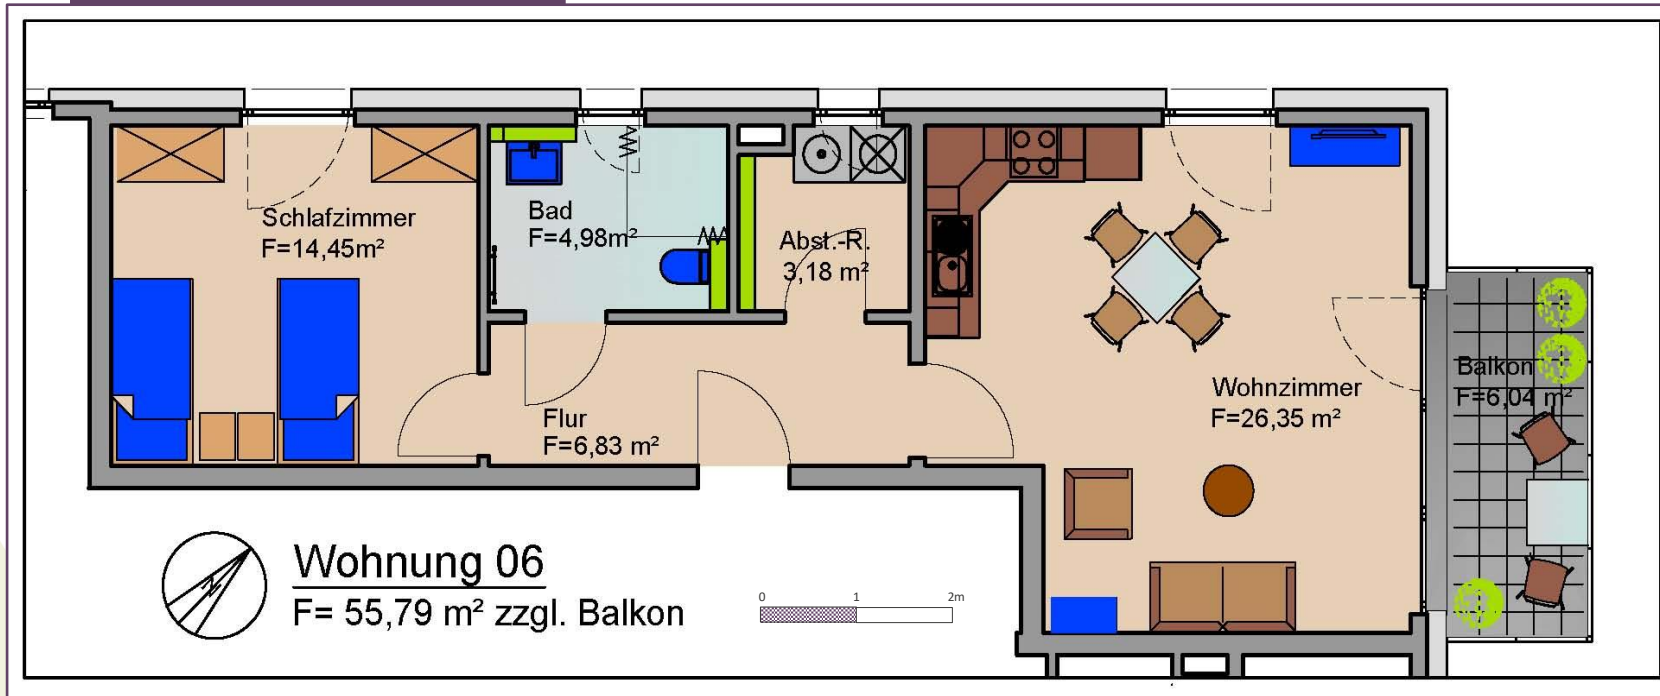 Schlafzimmer
F=14,45m²
Bad
F=4,98m²
Abst.-R.
3,18 m²
Flur
F=6,83 m²
Wohnzimmer
F=26,35 m²
Balkon
F=6,04 m²
N
Wohnung 06
F= 55,79 m² zzgl. Balkon
0 1 2m